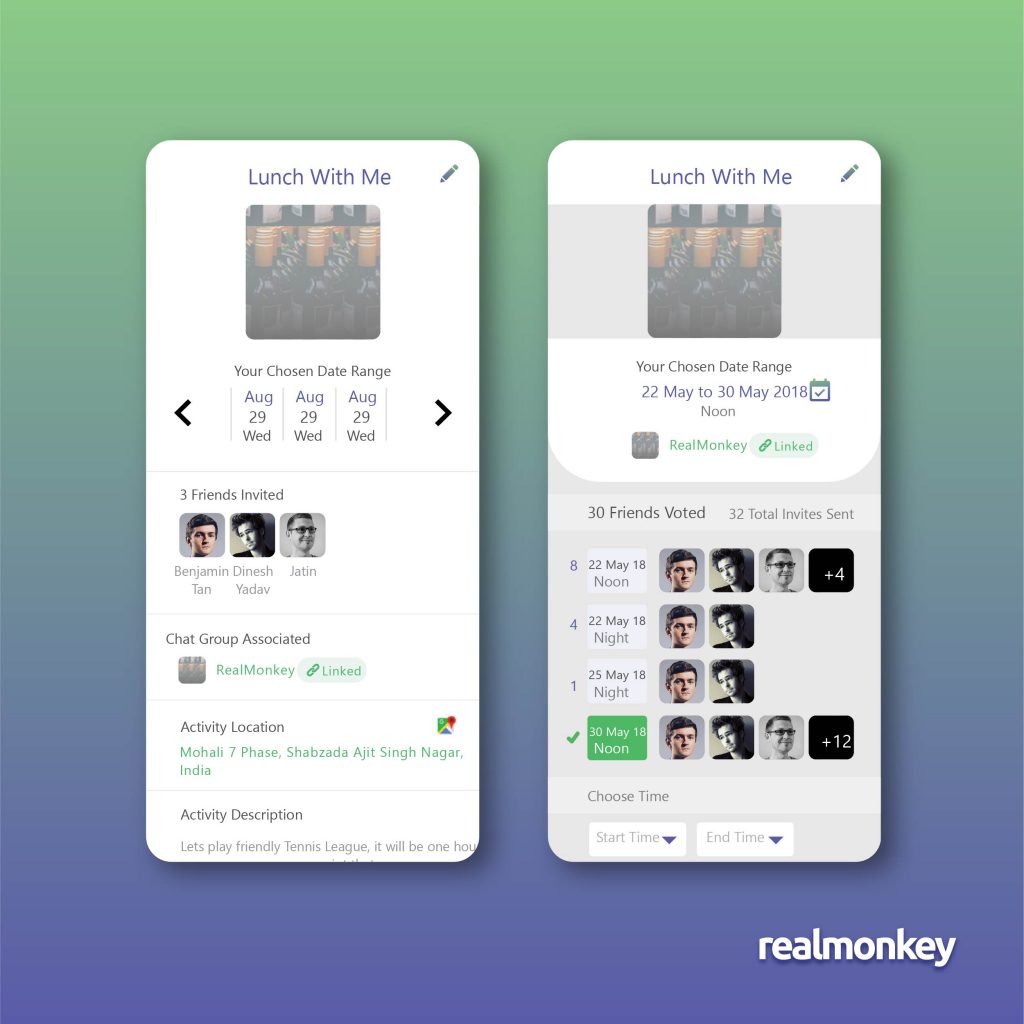 Lunch With Me
Your Chosen Date Range
Aug Aug Aug
29 29 29
Wed Wed Wed
3 Friends Invited
Benjamin Dinesh Jatin
Tan Yadav
Chat Group Associated
RealMonkey Linked
Activity Location
Mohali 7 Phase, Shabzada Ajit Singh Nagar,
India
Activity Description
Lets play friendly Tennis League, it will be one hou
Lunch With Me
Your Chosen Date Range
22 May to 30 May 2018
Noon
RealMonkey Linked
30 Friends Voted 32 Total Invites Sent
8 22 May 18 +4
Noon
4 22 May 18
Night
1 25 May 18
Night
30 May 18 +12
Noon
Choose Time
Start Time End Time
realmonkey